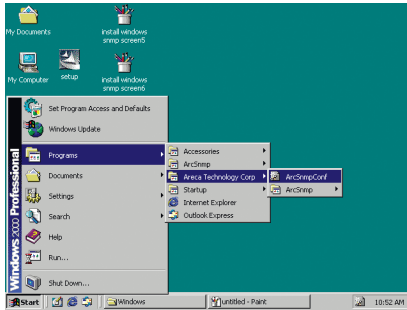 My Documents
install windows
snmp screen5
My Computer
setup
install windows
snmp screen6
Windows 2000 Professional
Set Program Access and Defaults
Windows Update
Programs
Documents
Settings
Search
Help
Run...
Shut Down...
Accessories
ArcSnmp
Areca Technology Corp
Startup
Internet Explorer
Outlook Express
ArcSnmpConf
ArcSnmp
Start
Windows
untitled - Paint
10:52 AM